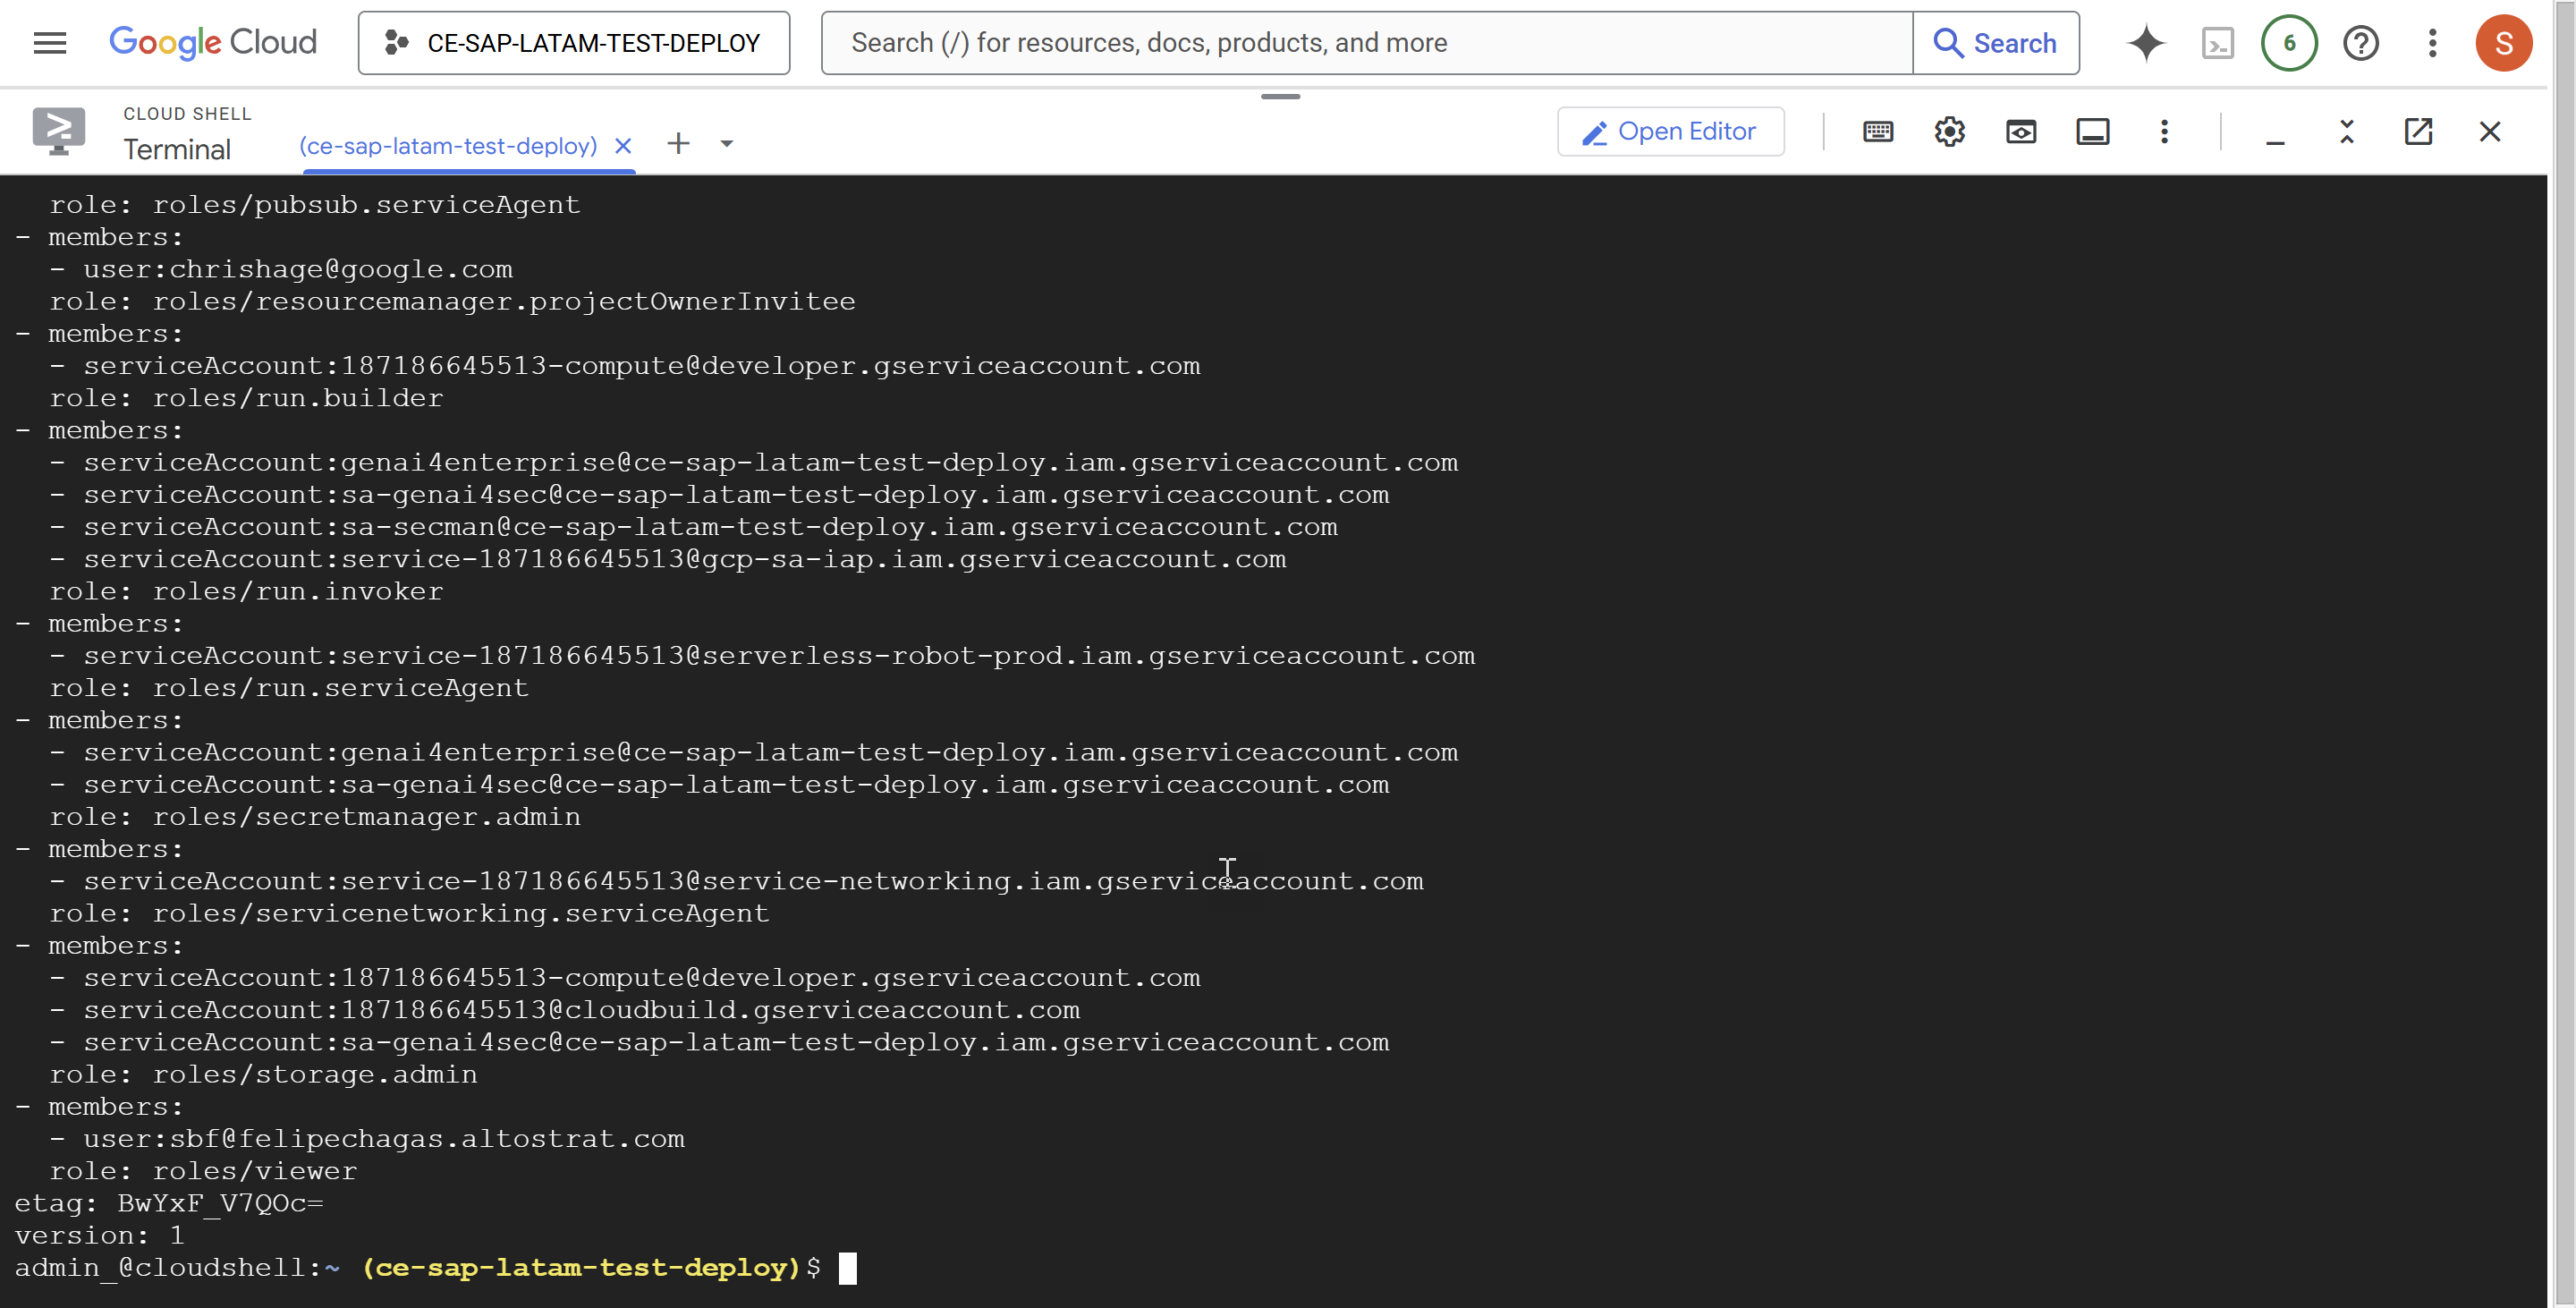 Google Cloud
CE-SAP-LATAM-TEST-DEPLOY
Search (/) for resources, docs, products, and more
Search
6
S
CLOUD SHELL
Terminal
(ce-sap-latam-test-deploy)
Open Editor
role: roles/pubsub.serviceAgent
- members:
- user:chrishage@google.com
role: roles/resourcemanager.projectOwnerInvitee
- members:
- serviceAccount:187186645513-compute@developer.gserviceaccount.com
role: roles/run.builder
- members:
- serviceAccount:genai4enterprise@ce-sap-latam-test-deploy.iam.gserviceaccount.com
- serviceAccount:sa-genai4sec@ce-sap-latam-test-deploy.iam.gserviceaccount.com
- serviceAccount:sa-secman@ce-sap-latam-test-deploy.iam.gserviceaccount.com
- serviceAccount:service-187186645513@gcp-sa-iap.iam.gserviceaccount.com
role: roles/run.invoker
- members:
- serviceAccount:service-187186645513@serverless-robot-prod.iam.gserviceaccount.com
role: roles/run.serviceAgent
- members:
- serviceAccount:genai4enterprise@ce-sap-latam-test-deploy.iam.gserviceaccount.com
- serviceAccount:sa-genai4sec@ce-sap-latam-test-deploy.iam.gserviceaccount.com
role: roles/secretmanager.admin
- members:
- serviceAccount:service-187186645513@service-networking.iam.gserviceaccount.com
role: roles/servicenetworking.serviceAgent
- members:
- serviceAccount:187186645513-compute@developer.gserviceaccount.com
- serviceAccount:187186645513@cloudbuild.gserviceaccount.com
- serviceAccount:sa-genai4sec@ce-sap-latam-test-deploy.iam.gserviceaccount.com
role: roles/storage.admin
- members:
- user:sbf@felipechagas.altostrat.com
role: roles/viewer
etag: BwYxF_V7QOc=
version: 1
admin_@cloudshell:~ (ce-sap-latam-test-deploy)$